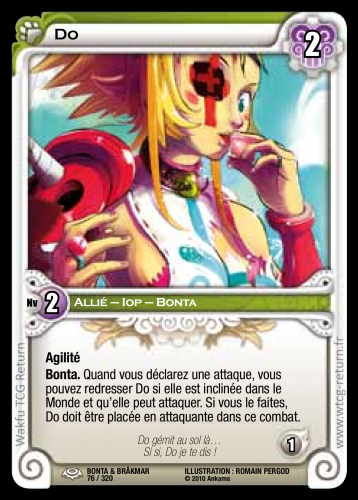 Do
2
Nv 2 Allié – Iop – Bonta
Agilité
Bonta. Quand vous déclarez une attaque, vous
pouvez redresser Do si elle est inclinée dans le
Monde et qu'elle peut attaquer. Si vous le faites,
Do doit être placée en attaquante dans ce combat.
Do gémit au sol là…
Si si, Do je te dis !
1
BONTA & BRÂKMAR
76 / 320
ILLUSTRATION : ROMAIN PERGOD
© 2010 Ankama
Wakfu TCG Return
www.wtcg-return.fr